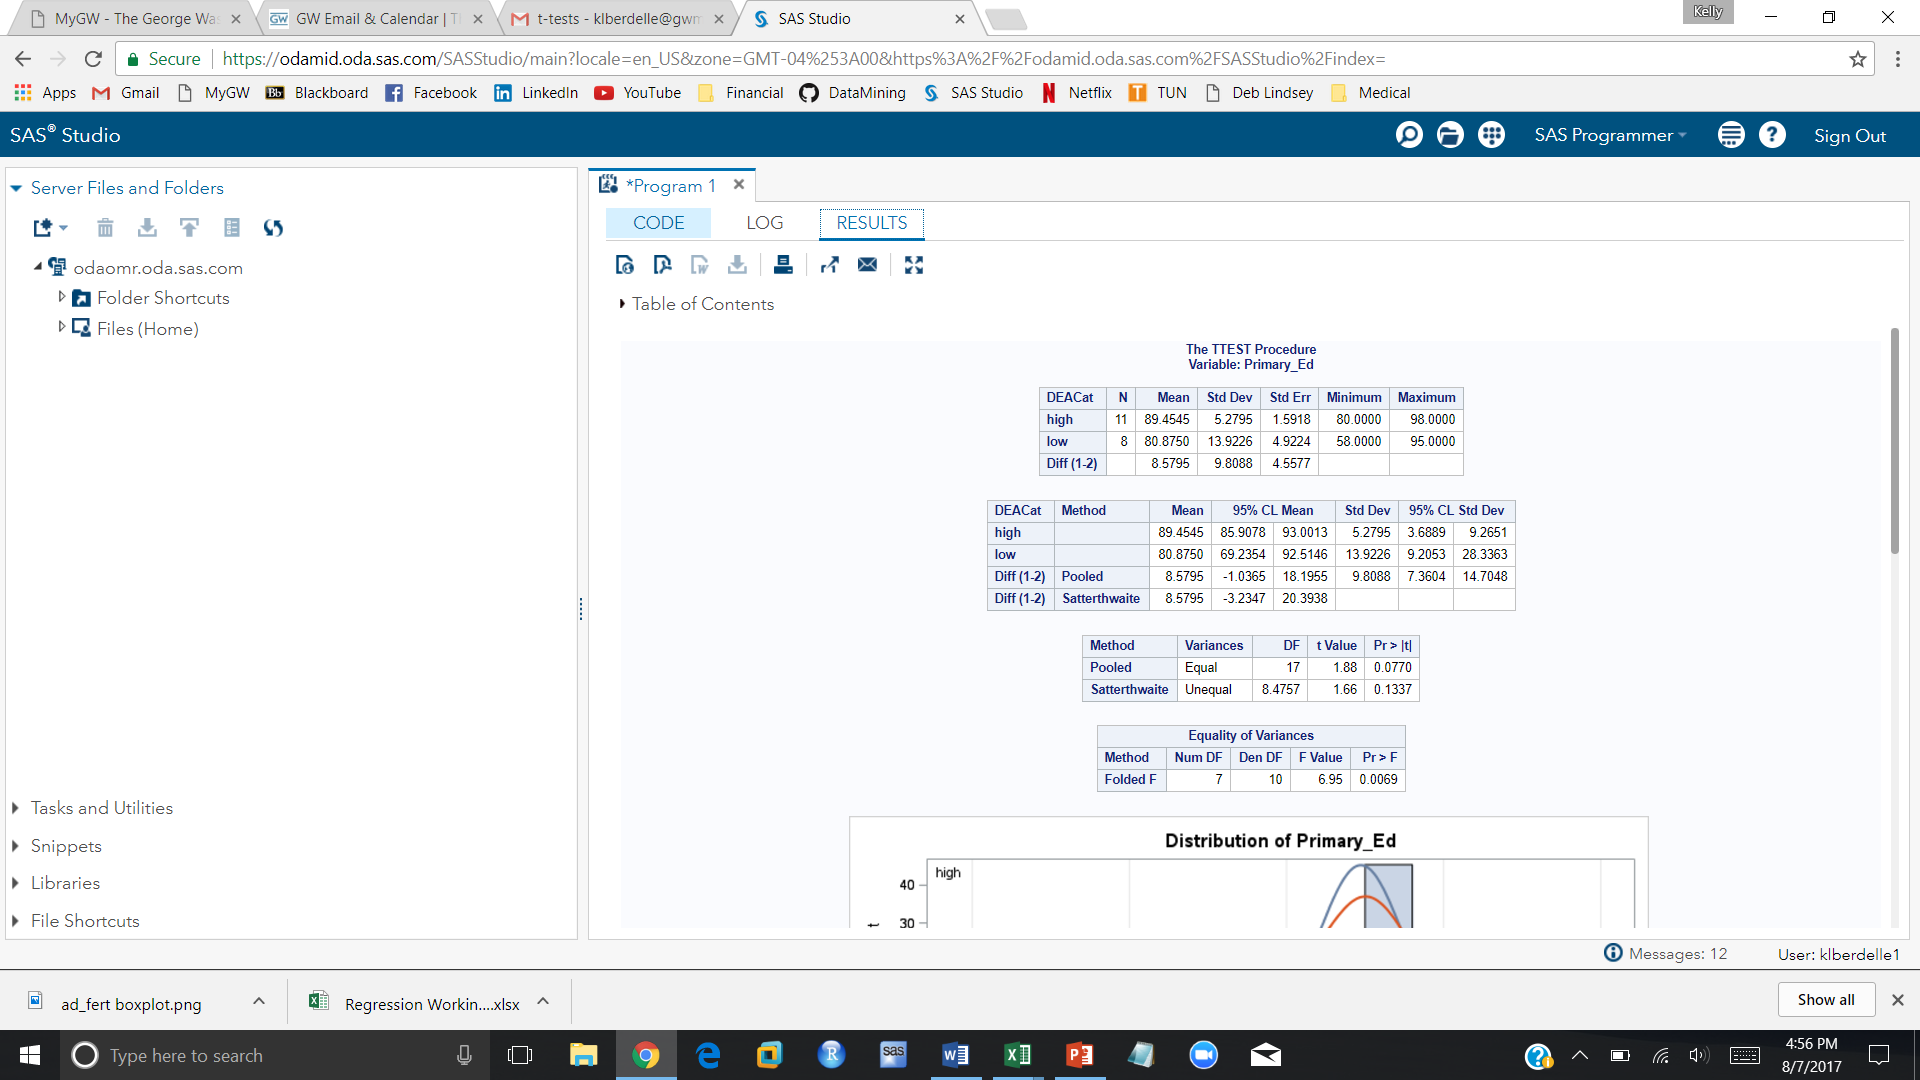 MyGW - The George Wa
GW Email & Calendar | T
t-tests - klberdelle@gwm
SAS Studio
Kelly
Secure
https://odamid.oda.sas.com/SASStudio/main?locale=en_US&zone=GMT-04%253A00&https%3A%2F%2Fodamid.oda.sas.com%2FSASStudio%2Findex=
Apps Gmail MyGW Bb Blackboard Facebook LinkedIn YouTube Financial DataMining SAS Studio Netflix TUN Deb Lindsey Medical
SAS® Studio
SAS Programmer
Sign Out
Server Files and Folders
odaomr.oda.sas.com
Folder Shortcuts
Files (Home)
Tasks and Utilities
Snippets
Libraries
File Shortcuts
*Program 1
CODE LOG RESULTS
Table of Contents
The TTEST Procedure
Variable: Primary_Ed
DEACat N Mean Std Dev Std Err Minimum Maximum
high 11 89.4545 5.2795 1.5918 80.0000 98.0000
low 8 80.8750 13.9226 4.9224 58.0000 95.0000
Diff (1-2) 8.5795 9.8088 4.5577
DEACat Method Mean 95% CL Mean Std Dev 95% CL Std Dev
high 89.4545 85.9078 93.0013 5.2795 3.6889 9.2651
low 80.8750 69.2354 92.5146 13.9226 9.2053 28.3363
Diff (1-2) Pooled 8.5795 -1.0365 18.1955 9.8088 7.3604 14.7048
Diff (1-2) Satterthwaite 8.5795 -3.2347 20.3938
Method Variances DF t Value Pr > |t|
Pooled Equal 17 1.88 0.0770
Satterthwaite Unequal 8.4757 1.66 0.1337
Equality of Variances
Method Num DF Den DF F Value Pr > F
Folded F 7 10 6.95 0.0069
Distribution of Primary_Ed
high
40
30
Messages: 12
User: klberdelle1
ad_fert boxplot.png
Regression Workin....xlsx
Show all
Type here to search
4:56 PM
8/7/2017